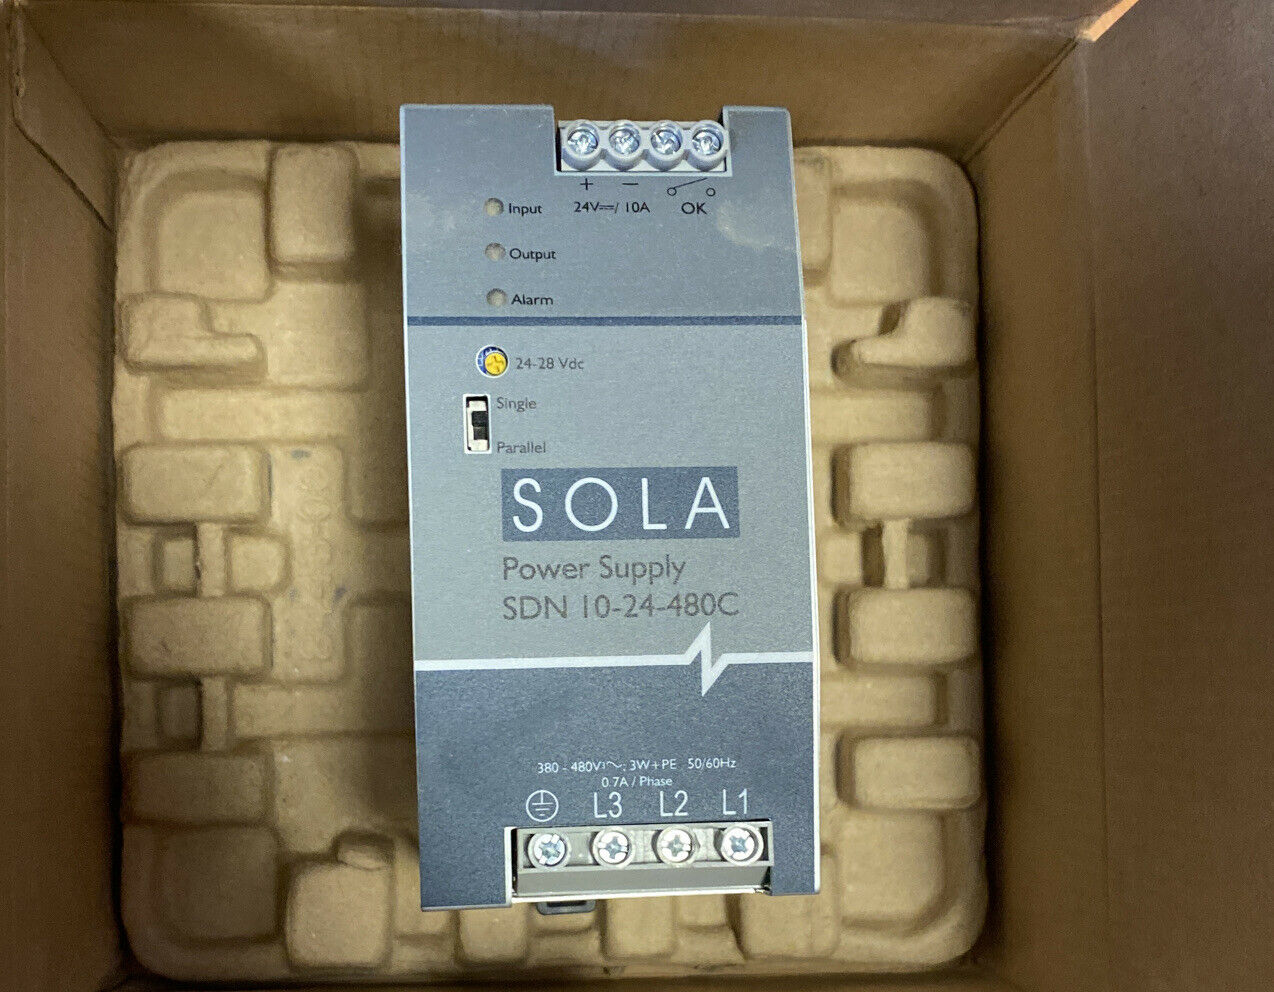 + −
24V⎓/ 10A OK
Input
Output
Alarm
24-28 Vdc
Single
Parallel
SOLA
Power Supply
SDN 10-24-480C
380 - 480V3~; 3W+PE 50/60Hz
0.7A / Phase
L3 L2 L1